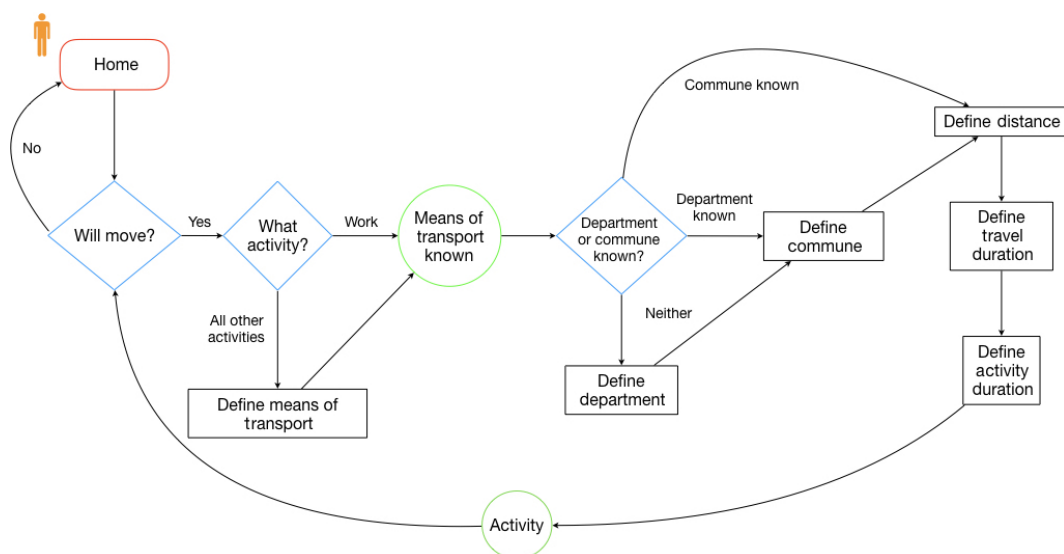 Home
No
Will move?
Yes
What
activity?
Work
All other
activities
Define means of
transport
Means of
transport
known
Department
or commune
known?
Commune known
Department
known
Neither
Define
department
Define
commune
Define distance
Define
travel
duration
Define
activity
duration
Activity